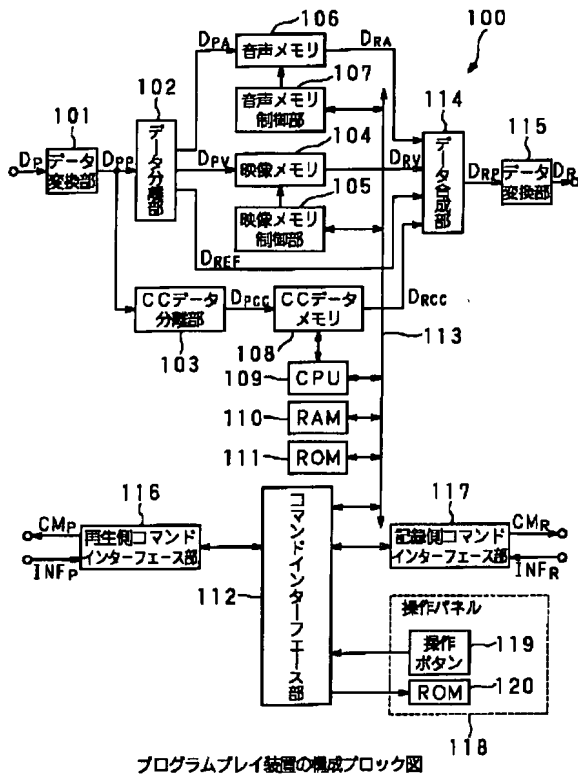 106
100
DPA
音声メモリ
DRA
107
102
114
101
音声メモリ
制御部
104
115
DP
データ
変換部
DPP
データ分離部
DPV
映像メモリ
DRV
データ合成部
DRP
データ
変換部
DR
105
映像メモリ
制御部
DREF
CCデータ
分離部
DPCC
CCデータ
メモリ
DRCC
103
108
113
109
CPU
110
RAM
111
ROM
116
117
CMP
再生側コマンド
インターフェース部
INFP
コマンドインターフエース部
記録側コマンド
インターフェース部
CMR
INFR
112
操作パネル
操作
ボタン
119
ROM
120
118
プログラムプレイ装置の構成ブロック図